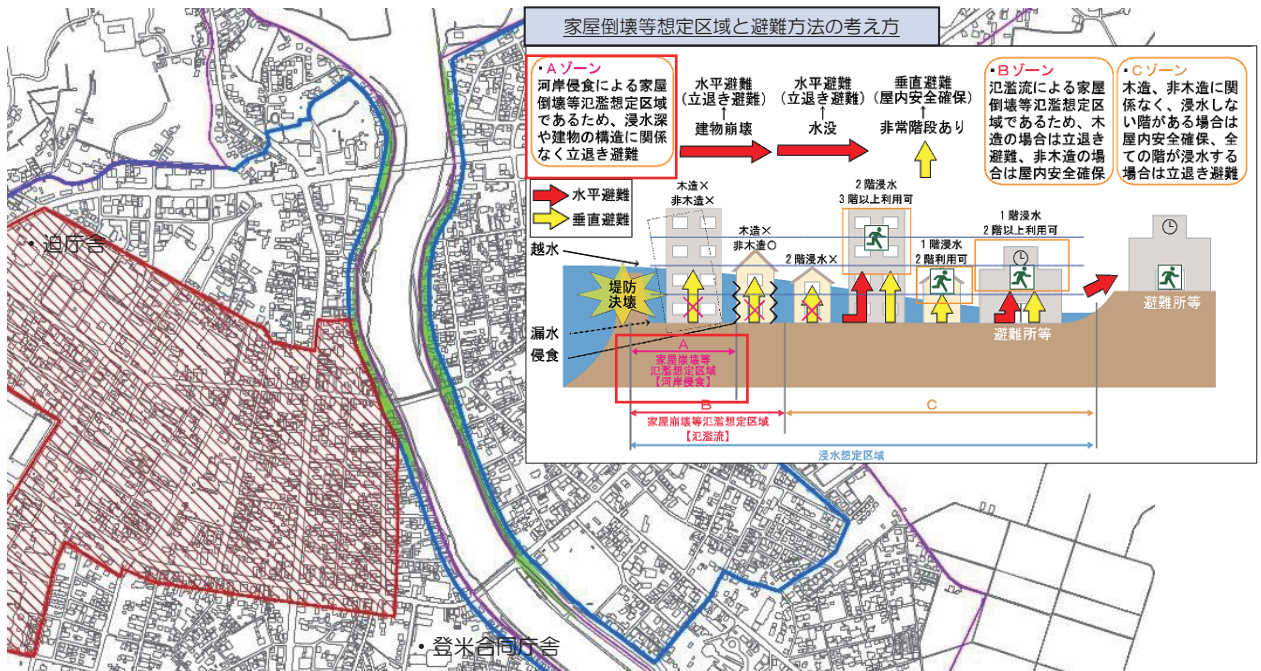 家屋倒壊等想定区域と避難方法の考え方
・Aゾーン
河岸侵食による家屋
倒壊等氾濫想定区域
であるため、浸水深
や建物の構造に関係
なく立退き避難
水平避難
(立退き避難)
↑
建物崩壊
水平避難
(立退き避難)
↑
水没
垂直避難
(屋内安全確保)
↑
非常階段あり
・Bゾーン
氾濫流による家屋
倒壊等氾濫想定区
域であるため、木
造の場合は立退き
避難、非木造の場
合は屋内安全確保
・Cゾーン
木造、非木造に関
係なく、浸水しな
い階がある場合は
屋内安全確保、全
ての階が浸水する
場合は立退き避難
水平避難
垂直避難
木造×
非木造×
木造×
非木造○
2階浸水×
2階浸水
3階以上利用可
1階浸水
2階利用可
1階浸水
2階以上利用可
越水
堤防
決壊
漏水
侵食
避難所等
避難所等
A
家屋崩壊等
氾濫想定区域
【河岸侵食】
B
家屋崩壊等氾濫想定区域
【氾濫流】
C
浸水想定区域
・迫庁舎
・登米合同庁舎